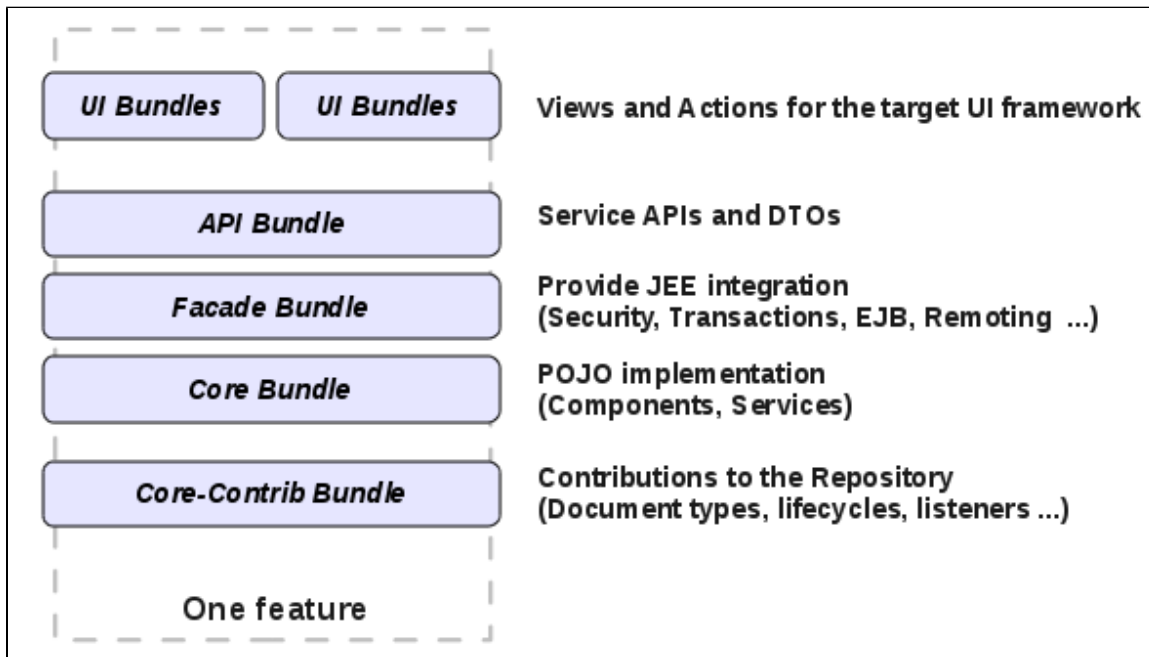 UI Bundles
UI Bundles
Views and Actions for the target UI framework
API Bundle
Service APIs and DTOs
Facade Bundle
Provide JEE integration
(Security, Transactions, EJB, Remoting ...)
Core Bundle
POJO implementation
(Components, Services)
Core-Contrib Bundle
Contributions to the Repository
(Document types, lifecycles, listeners ...)
One feature